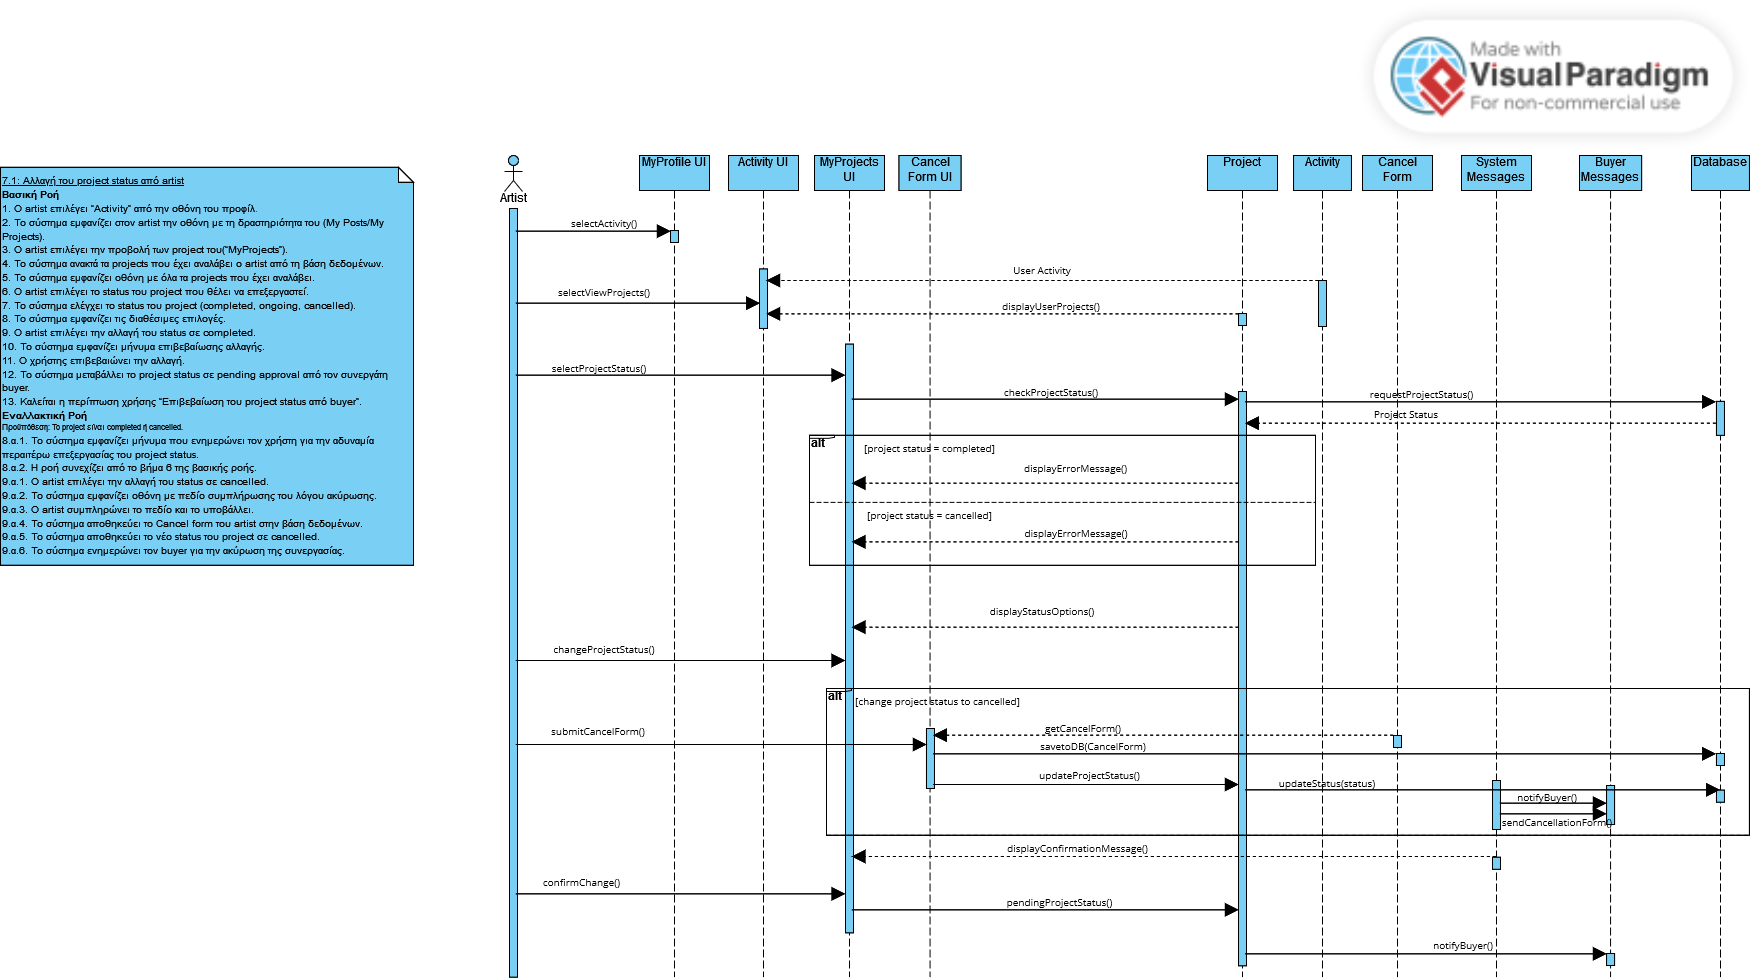 Made with
Visual Paradigm
For non-commercial use
7.1: Αλλαγή του project status από artist
Βασική Ροή
1. Ο artist επιλέγει “Activity” από την οθόνη του προφίλ.
2. Το σύστημα εμφανίζει στον artist την οθόνη με τη δραστηριότητα του (My Posts/My
Projects).
3. Ο artist επιλέγει την προβολή των project του(“MyProjects”).
4. Το σύστημα ανακτά τα projects που έχει αναλάβει ο artist από τη βάση δεδομένων.
5. Το σύστημα εμφανίζει οθόνη με όλα τα projects που έχει αναλάβει.
6. Ο artist επιλέγει το status του project που θέλει να επεξεργαστεί.
7. Το σύστημα ελέγχει το status του project (completed, ongoing, cancelled).
8. Το σύστημα εμφανίζει τις διαθέσιμες επιλογές.
9. Ο artist επιλέγει την αλλαγή του status σε completed.
10. Το σύστημα εμφανίζει μήνυμα επιβεβαίωσης αλλαγής.
11. Ο χρήστης επιβεβαιώνει την αλλαγή.
12. Το σύστημα μεταβάλλει το project status σε pending approval από τον συνεργάτη
buyer.
13. Καλείται η περίπτωση χρήσης “Επιβεβαίωση του project status από buyer”.
Εναλλακτική Ροή
Προϋπόθεση: Το project είναι completed ή cancelled.
8.α.1. Το σύστημα εμφανίζει μήνυμα που ενημερώνει τον χρήστη για την αδυναμία
περαιτέρω επεξεργασίας του project status.
8.α.2. Η ροή συνεχίζει από το βήμα 6 της βασικής ροής.
9.α.1. Ο artist επιλέγει την αλλαγή του status σε cancelled.
9.α.2. Το σύστημα εμφανίζει οθόνη με πεδίο συμπλήρωσης του λόγου ακύρωσης.
9.α.3. Ο artist συμπληρώνει το πεδίο και το υποβάλλει.
9.α.4. Το σύστημα αποθηκεύει το Cancel form του artist στην βάση δεδομένων.
9.α.5. Το σύστημα αποθηκεύει το νέο status του project σε cancelled.
9.α.6. Το σύστημα ενημερώνει τον buyer για την ακύρωση της συνεργασίας.
Artist
MyProfile UI
Activity UI
MyProjects
UI
Cancel
Form UI
Project
Activity
Cancel
Form
System
Messages
Buyer
Messages
Database
selectActivity()
User Activity
selectViewProjects()
displayUserProjects()
selectProjectStatus()
checkProjectStatus()
requestProjectStatus()
Project Status
alt
[project status = completed]
displayErrorMessage()
[project status = cancelled]
displayErrorMessage()
displayStatusOptions()
changeProjectStatus()
alt
[change project status to cancelled]
getCancelForm()
submitCancelForm()
savetoDB(CancelForm)
updateProjectStatus()
updateStatus(status)
notifyBuyer()
sendCancellationForm()
displayConfirmationMessage()
confirmChange()
pendingProjectStatus()
notifyBuyer()